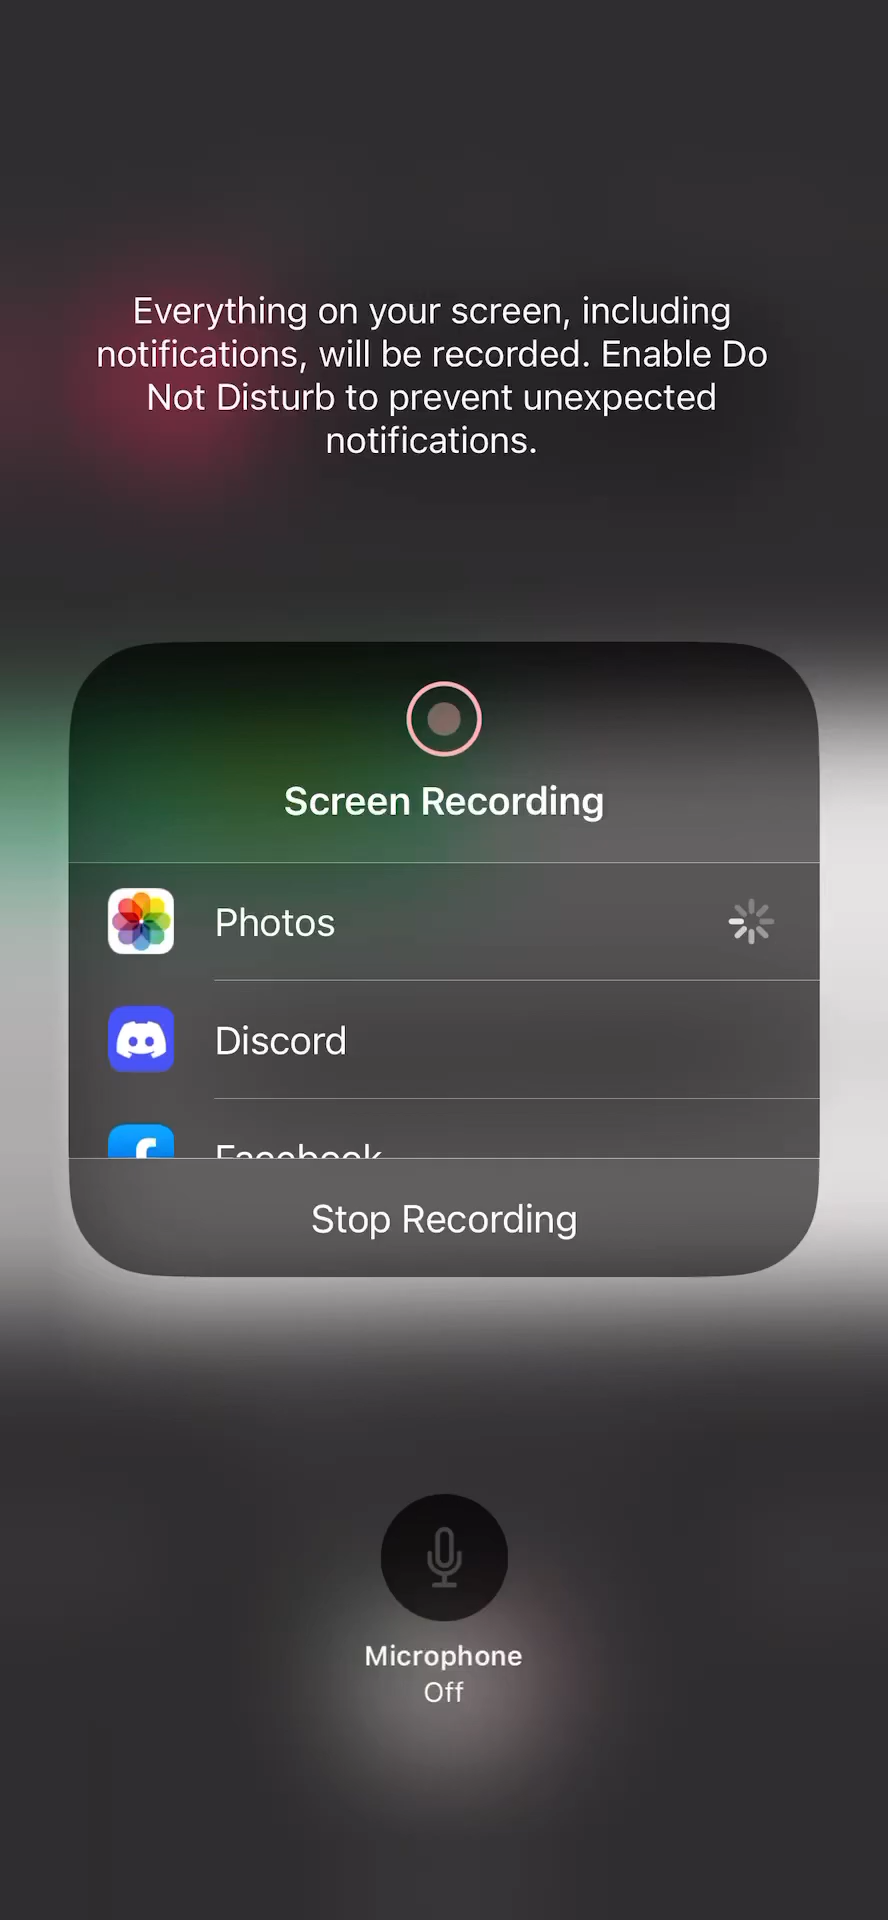 Everything on your screen, including
notifications, will be recorded. Enable Do
Not Disturb to prevent unexpected
notifications.
Screen Recording
Photos
Discord
Facebook
Stop Recording
Microphone
Off